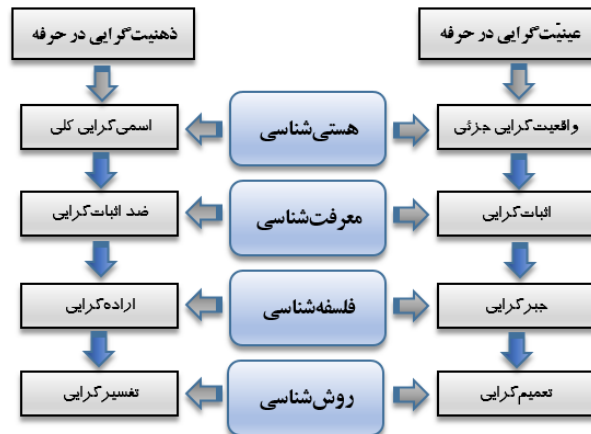 عینیّت‌گرایی در حرفه
ذهنیت‌گرایی در حرفه
واقعیت‌گرایی جزئی
هستی‌شناسی
اسمی‌گرایی کلی
اثبات‌گرایی
معرفت‌شناسی
ضد اثبات‌گرایی
جبرگرایی
فلسفه‌شناسی
اراده‌گرایی
تعمیم‌گرایی
روش‌شناسی
تفسیرگرایی